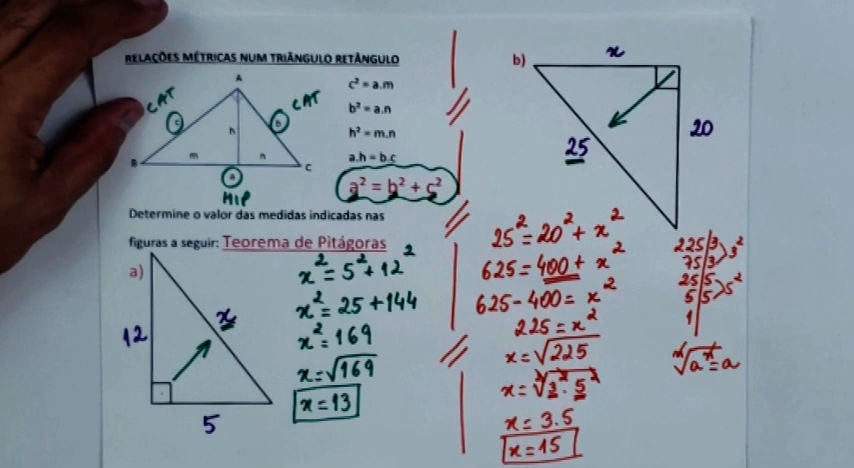 RELAÇÕES MÉTRICAS NUM TRIÂNGULO RETÂNGULO
A
CAT
CAT
c
b
h
m
n
B
C
a
HIP
c² = a.m
b² = a.n
h² = m.n
a.h = b.c
a² = b² + c²
Determine o valor das medidas indicadas nas
figuras a seguir: Teorema de Pitágoras
a)
12
x
5
x² = 5² + 12²
x² = 25 + 144
x² = 169
x = √169
x = 13
b)
x
20
25
25² = 20² + x²
625 = 400 + x²
625 - 400 = x²
225 = x²
x = √225
x = ²√3² . 5²
x = 3.5
x = 15
225 | 3
75 | 3 > 3²
25 | 5
5 | 5 > 5²
1
ⁿ√aⁿ = a